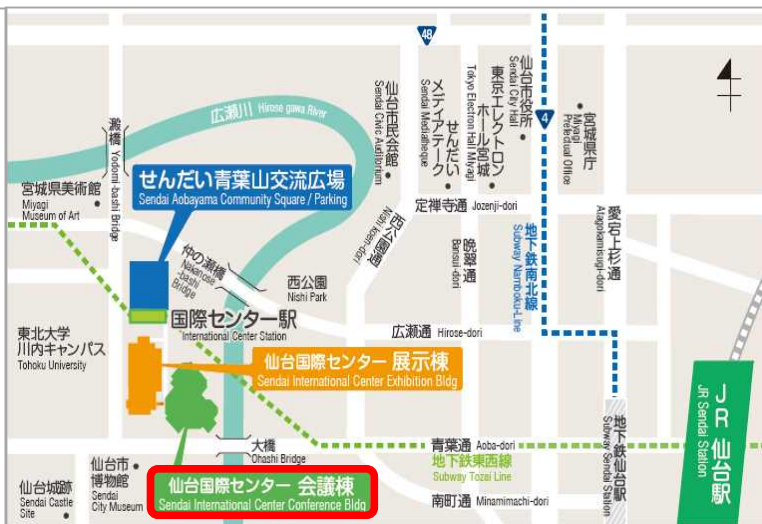 48
4
広瀬川 Hirose gawa River
澱橋 Yodomi-bashi Bridge
宮城県美術館
Miyagi
Museum of Art
せんだい青葉山交流広場
Sendai Aobayama Community Square / Parking
仙台市民会館
Sendai Civic Auditorium
せんだい
メディアテーク
Sendai Mediatheque
東京エレクトロン
ホール宮城
Tokyo Electron Hall Miyagi
仙台市役所
Sendai City Hall
宮城県庁
Miyagi
Prefectual Office
定禅寺通 Jozenji-dori
西公園通
Nishi koen-dori
晩翠通
Bansui-dori
地下鉄南北線
Subway Namboku-Line
愛宕上杉通
Atagokamisugi-dori
仲の瀬橋
Nakanose
-bashi
Bridge
西公園
Nishi Park
国際センター駅
International Center Station
広瀬通 Hirose-dori
東北大学
川内キャンパス
Tohoku University
仙台国際センター 展示棟
Sendai International Center Exhibition Bldg
JR 仙台駅
JR Sendai Station
地下鉄仙台駅
Subway Sendai Station
大橋
Ohashi Bridge
青葉通 Aoba-dori
地下鉄東西線
Subway Tozai Line
仙台城跡
Sendai Castle
Site
仙台市
博物館
Sendai
City Museum
仙台国際センター 会議棟
Sendai International Center Conference Bldg
南町通 Minamimachi-dori